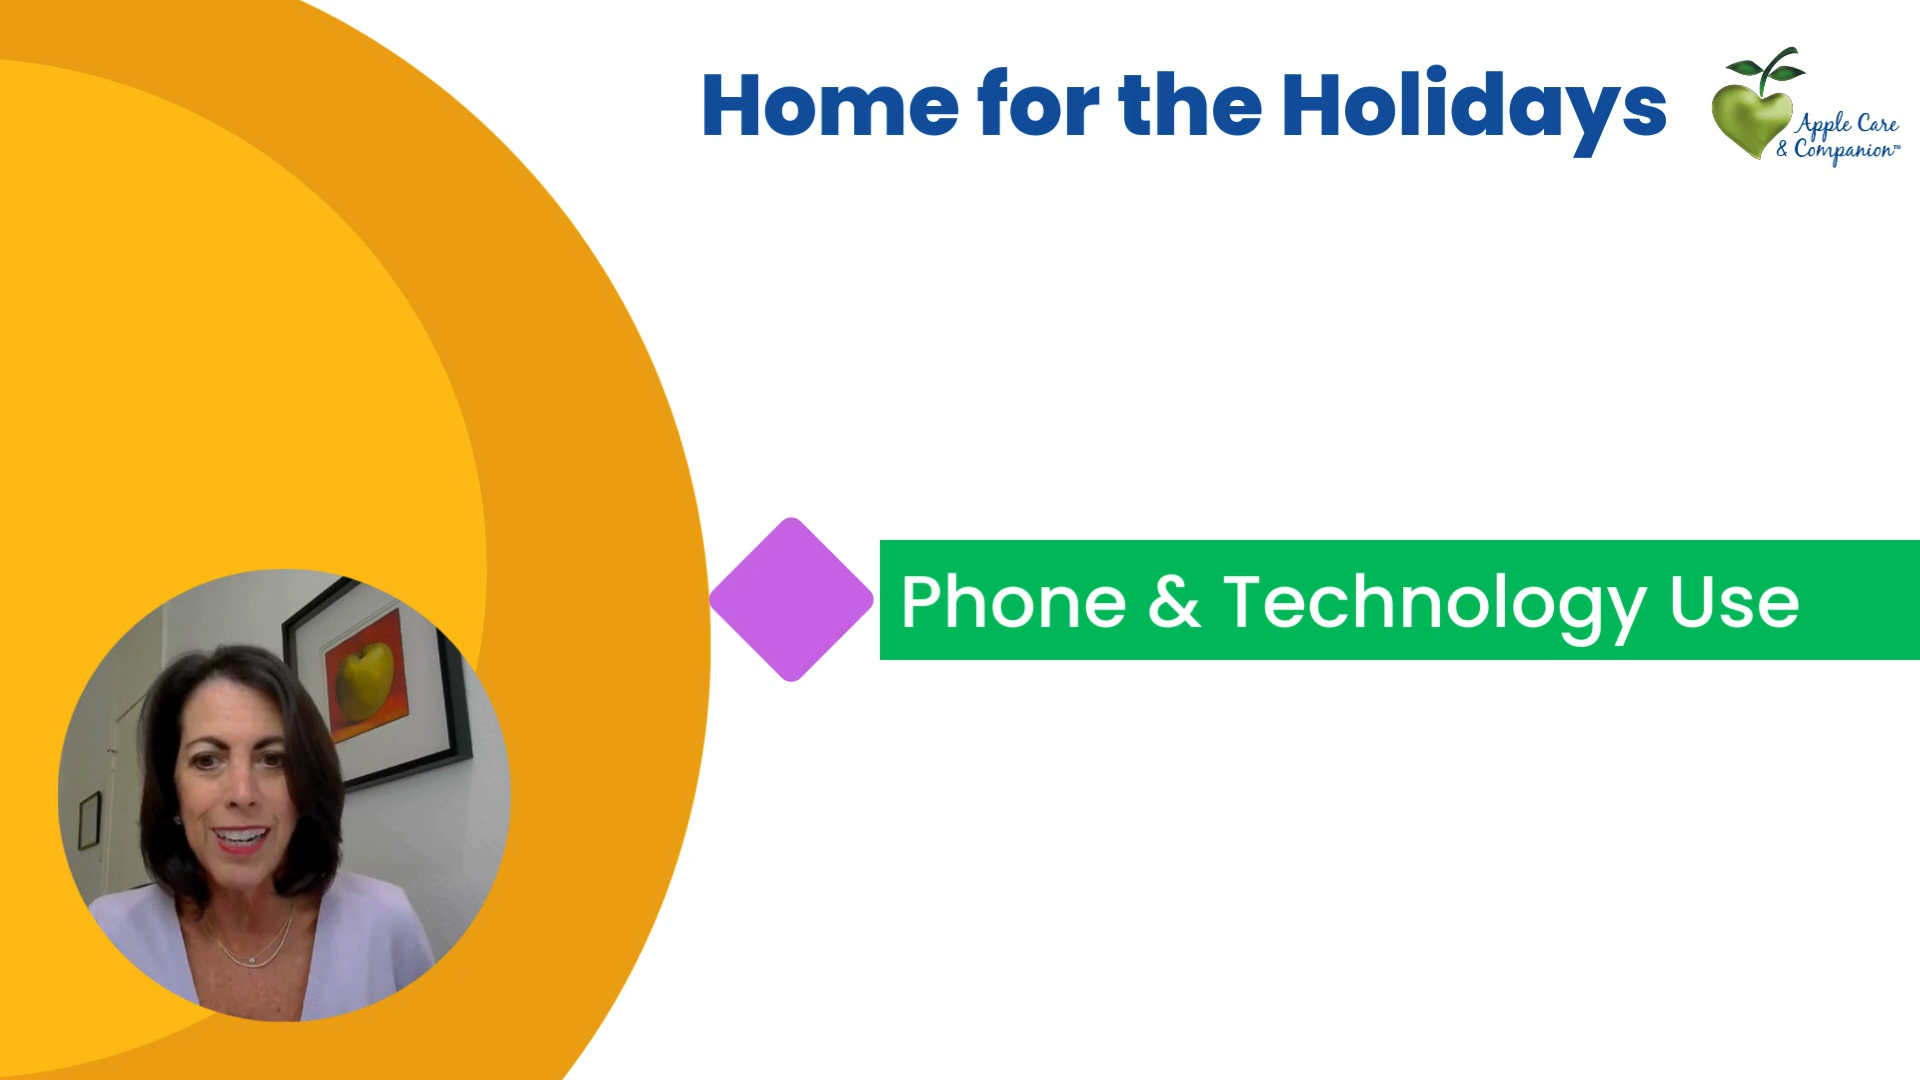 Home for the Holidays
Apple Care
& Companion™
Phone & Technology Use